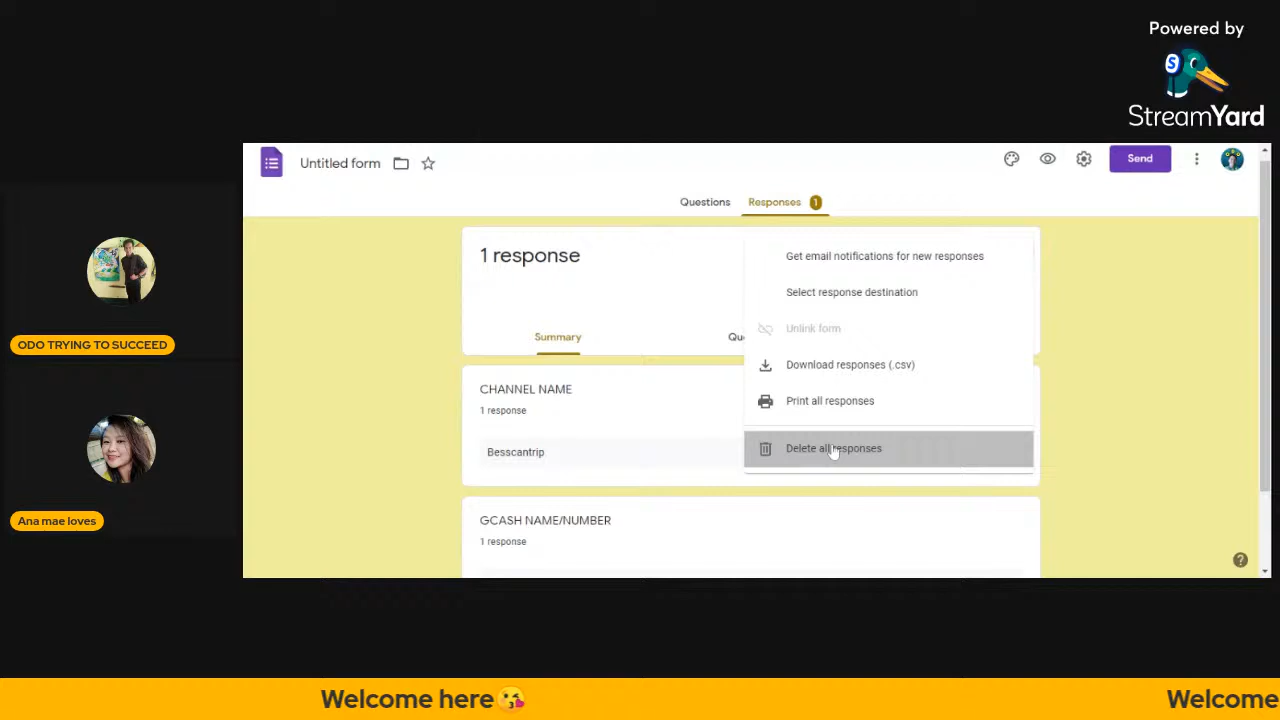 Powered by
StreamYard
Untitled form
Send
Questions
Responses 1
1 response
Get email notifications for new responses
Select response destination
Unlink form
Summary
Qu
Download responses (.csv)
CHANNEL NAME
1 response
Print all responses
Besscantrip
Delete all responses
GCASH NAME/NUMBER
1 response
ODO TRYING TO SUCCEED
Ana mae loves
Welcome here😘
Welcome